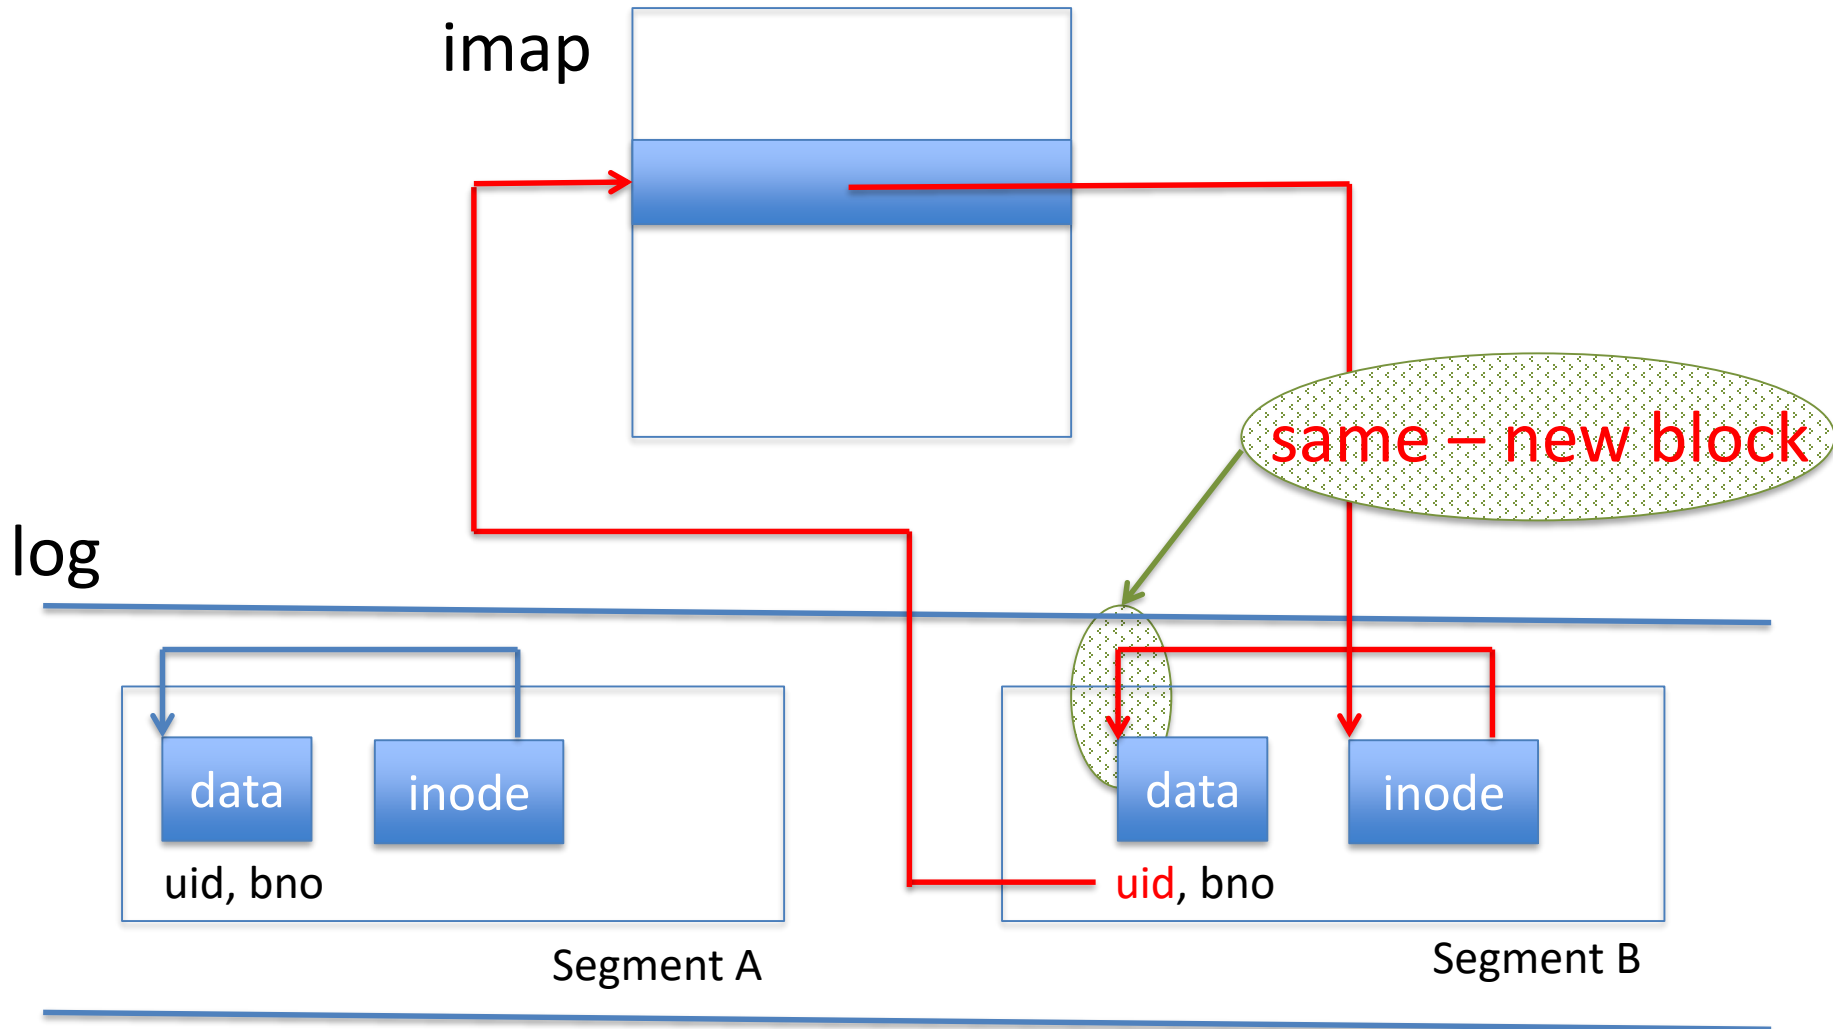 imap
same – new block
log
data
inode
data
inode
uid, bno
uid, bno
Segment A
Segment B